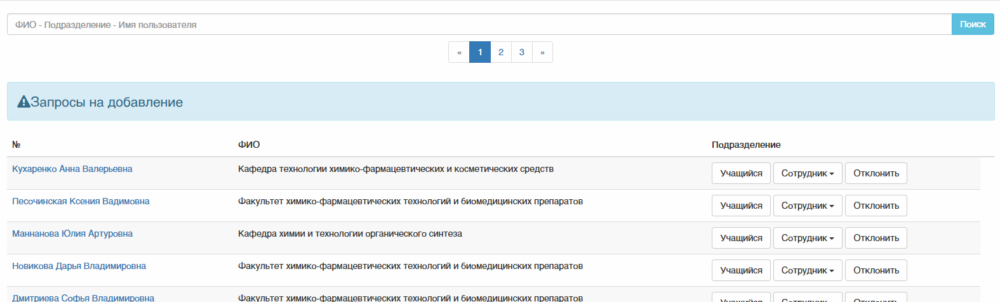 ФИО - Подразделение - Имя пользователя Поиск
« 1 2 3 »
Запросы на добавление
№ ФИО Подразделение
Кухаренко Анна Валерьевна Кафедра технологии химико-фармацевтических и косметических средств Учащийся Сотрудник Отклонить
Песочинская Ксения Вадимовна Факультет химико-фармацевтических технологий и биомедицинских препаратов Учащийся Сотрудник Отклонить
Маннанова Юлия Артуровна Кафедра химии и технологии органического синтеза Учащийся Сотрудник Отклонить
Новикова Дарья Владимировна Факультет химико-фармацевтических технологий и биомедицинских препаратов Учащийся Сотрудник Отклонить
Дмитриева Софья Владимировна Факультет химико-фармацевтических технологий и биомедицинских препаратов Учащийся Сотрудник Отклонить